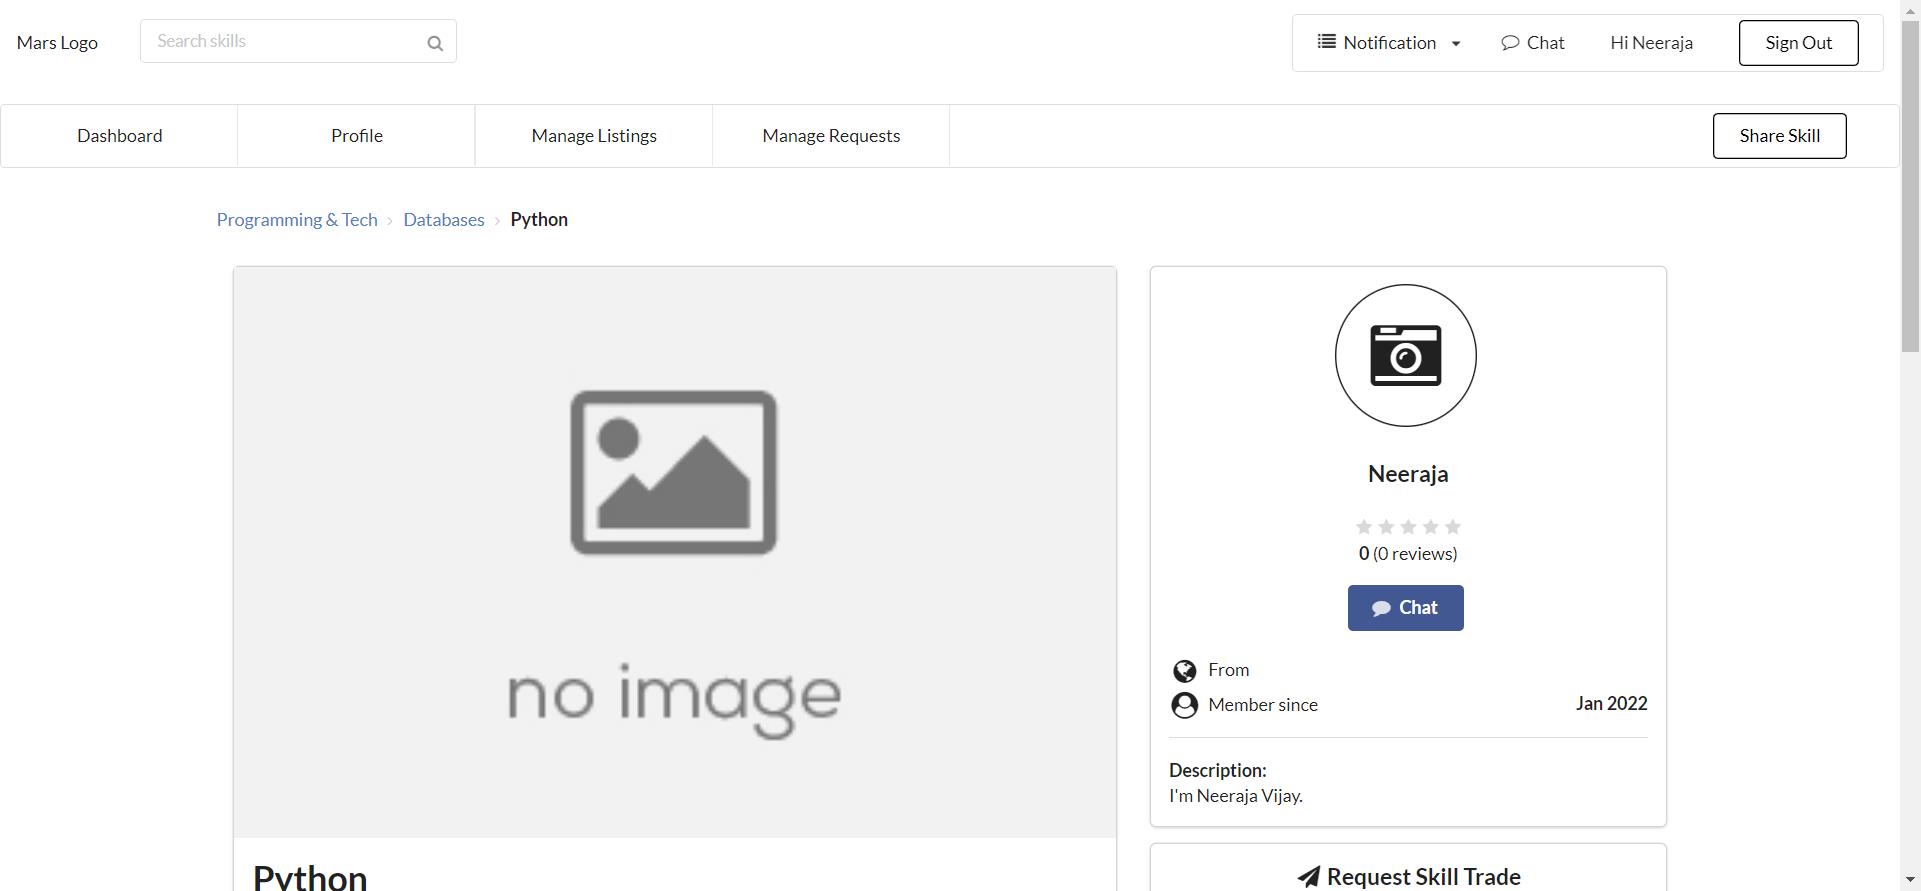 Mars Logo
Search skills
Notification
Chat
Hi Neeraja
Sign Out
Dashboard
Profile
Manage Listings
Manage Requests
Share Skill
Programming & Tech › Databases › Python
no image
Python
Neeraja
0 (0 reviews)
Chat
From
Member since Jan 2022
Description:
I'm Neeraja Vijay.
Request Skill Trade